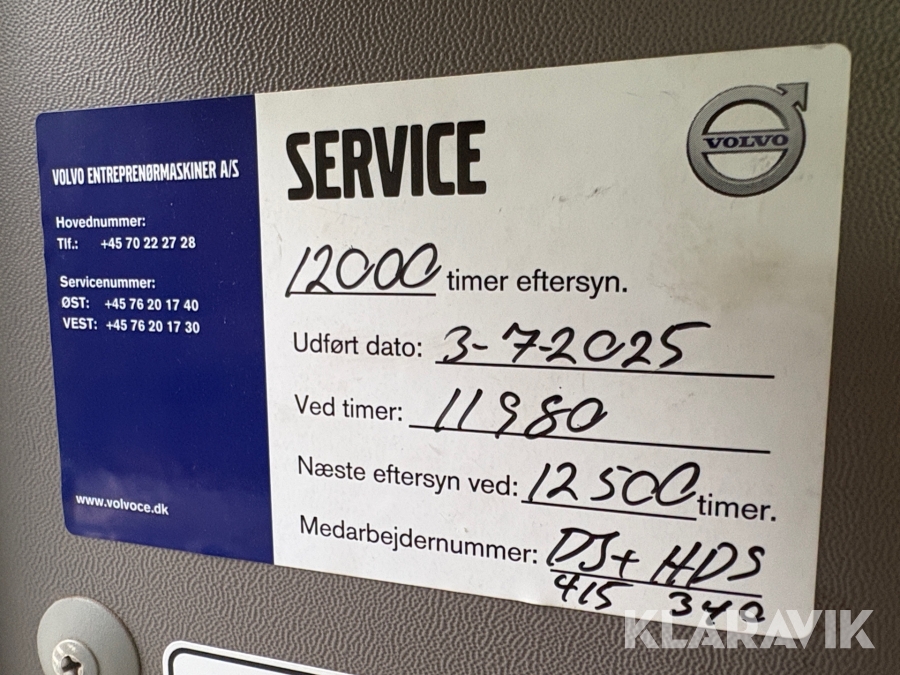 VOLVO ENTREPRENØRMASKINER A/S
Hovednummer:
Tlf.: +45 70 22 27 28
Servicenummer:
ØST: +45 76 20 17 40
VEST: +45 76 20 17 30
www.volvoce.dk
SERVICE
VOLVO
12000 timer eftersyn.
Udført dato: 3-7-2025
Ved timer: 11980
Næste eftersyn ved: 12500 timer.
Medarbejdernummer: DJ+ HDS
415 340
KLARAVIK